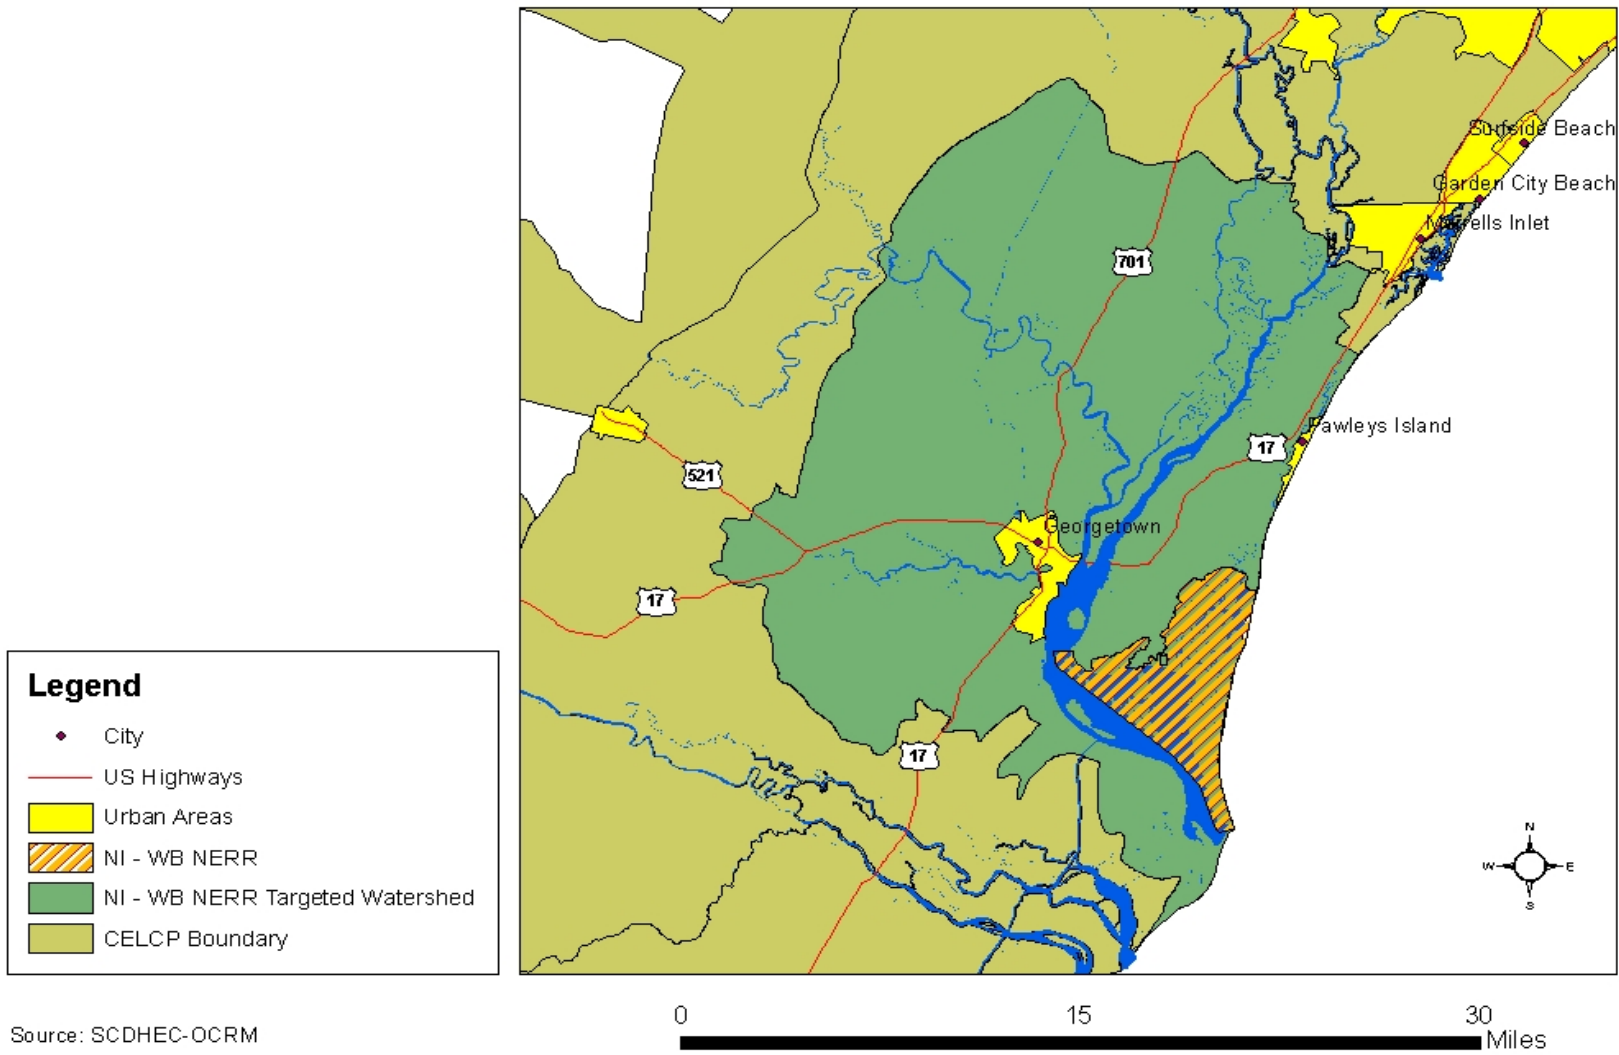 Surfside Beach
Garden City Beach
Murrells Inlet
701
Pawleys Island
17
521
Georgetown
17
17
Legend
City
US Highways
Urban Areas
NI - WB NERR
NI - WB NERR Targeted Watershed
CELCP Boundary
N
W E
S
0 15 30
Miles
Source: SCDHEC-OCRM